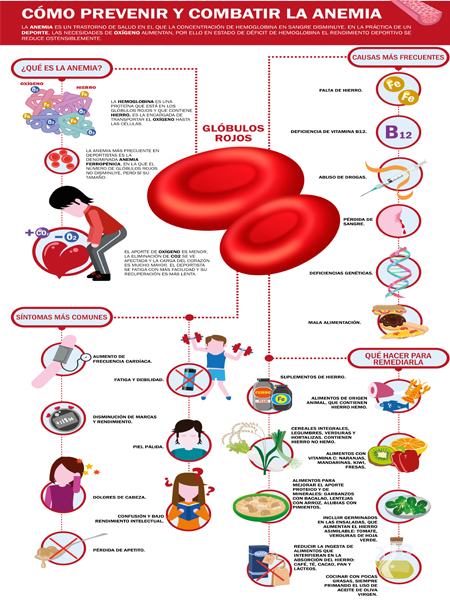 CÓMO PREVENIR Y COMBATIR LA ANEMIA
LA ANEMIA ES UN TRASTORNO DE SALUD EN EL QUE LA CONCENTRACIÓN DE HEMOGLOBINA EN SANGRE DISMINUYE. EN LA PRÁCTICA DE UN
DEPORTE, LAS NECESIDADES DE OXÍGENO AUMENTAN, POR ELLO EN ESTADO DE DÉFICIT DE HEMOGLOBINA EL RENDIMIENTO DEPORTIVO SE
REDUCE OSTENSIBLEMENTE.
¿QUÉ ES LA ANEMIA?
OXÍGENO
HIERRO
LA HEMOGLOBINA ES UNA
PROTEÍNA QUE ESTÁ EN LOS
GLÓBULOS ROJOS Y QUE CONTIENE
HIERRO. ES LA ENCARGADA DE
TRANSPORTAR EL OXÍGENO HASTA
LAS CÉLULAS.
LA ANEMIA MÁS FRECUENTE EN
DEPORTISTAS ES LA
DENOMINADA ANEMIA
FERROPÉNICA, EN LA QUE EL
NÚMERO DE GLÓBULOS ROJOS
NO DISMINUYE, PERO SÍ SU
TAMAÑO
+ CO2
- O2
EL APORTE DE OXÍGENO ES MENOR,
LA ELIMINACIÓN DE CO2 SE VE
AFECTADA Y LA CARGA DEL CORAZÓN
ES MUCHO MAYOR. EL DEPORTISTA
SE FATIGA CON MÁS FACILIDAD Y SU
RECUPERACIÓN ES MÁS LENTA.
GLÓBULOS
ROJOS
CAUSAS MÁS FRECUENTES
FALTA DE HIERRO.
Fe
Fe
DEFICIENCIA DE VITAMINA B12.
B12
ABUSO DE DROGAS.
PÉRDIDA DE
SANGRE.
DEFICIENCIAS GENÉTICAS.
MALA ALIMENTACIÓN.
SÍNTOMAS MÁS COMUNES
AUMENTO DE
FRECUENCIA CARDÍACA.
FATIGA Y DEBILIDAD.
DISMINUCIÓN DE MARCAS
Y RENDIMIENTO.
PIEL PÁLIDA.
DOLORES DE CABEZA.
CONFUSIÓN Y BAJO
RENDIMIENTO INTELECTUAL.
? ?
PÉRDIDA DE APETITO.
QUÉ HACER PARA
REMEDIARLA
SUPLEMENTOS DE HIERRO.
FERRO
Fe
ALIMENTOS DE ORIGEN
ANIMAL, QUE CONTIENEN
HIERRO HEMO.
CEREALES INTEGRALES,
LEGUMBRES, VERDURAS Y
HORTALIZAS. CONTIENEN
HIERRO NO HEMO.
ALIMENTOS CON
VITAMINA C: NARANJAS,
MANDARINAS, KIWI,
FRESAS.
ALIMENTOS PARA
MEJORAR EL APORTE
PROTEICO Y DE
MINERALES: GARBANZOS
CON BACALAO, LENTEJAS
CON ARROZ, ALUBIAS CON
PIMIENTOS.
INCLUIR GERMINADOS
EN LAS ENSALADAS, QUE
AUMENTAN EL HIERRO
ASIMILABLE: TOMATE,
VERDURAS DE HOJA
VERDE.
REDUCIR LA INGESTA DE
ALIMENTOS QUE
INTERFIEREN EN LA
ABSORCIÓN DEL HIERRO:
CAFÉ, TÉ, CACAO, PAN Y
LÁCTEOS.
COCINAR CON POCAS
GRASAS, SIEMPRE
PRIMANDO EL USO DE
ACEITE DE OLIVA
VIRGEN.